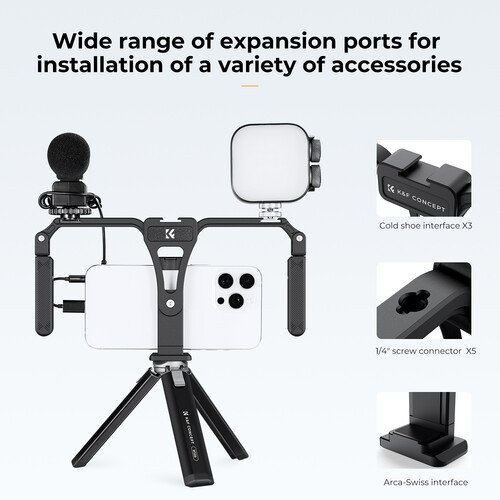 Wide range of expansion ports for
installation of a variety of accessories
K&F CONCEPT
Cold shoe interface X3
1/4" screw connector X5
K&F CONCEPT
Arca-Swiss interface